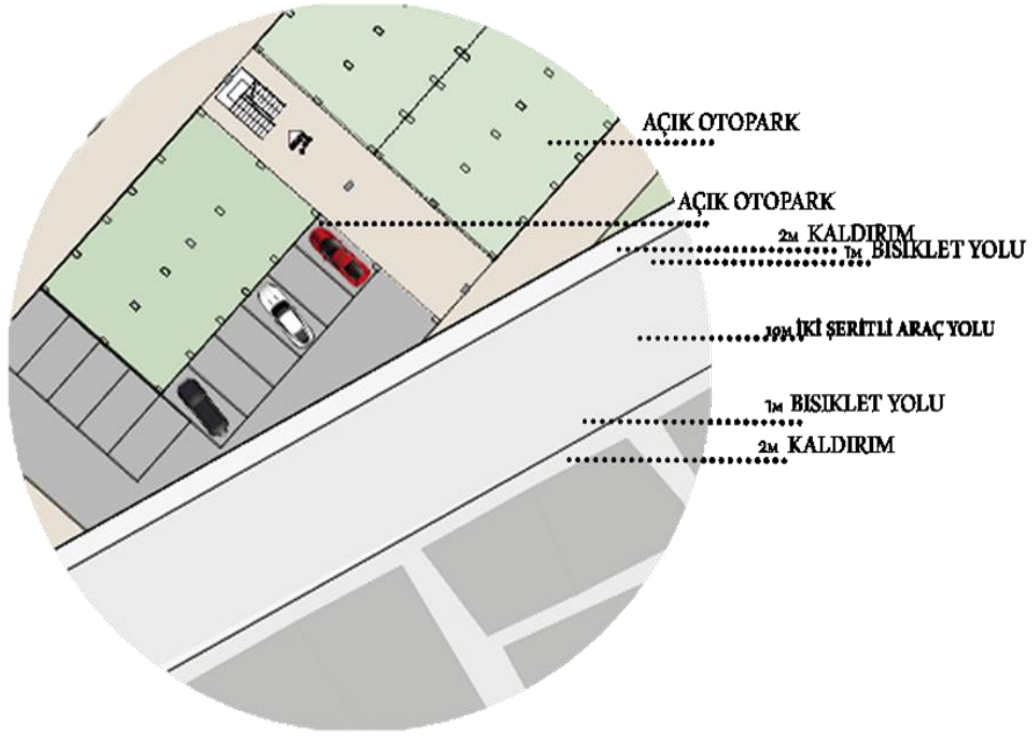 AÇIK OTOPARK
AÇIK OTOPARK
2M KALDIRIM
1M BISIKLET YOLU
10M İKİ ŞERİTLİ ARAÇ YOLU
1M BISIKLET YOLU
2M KALDIRIM